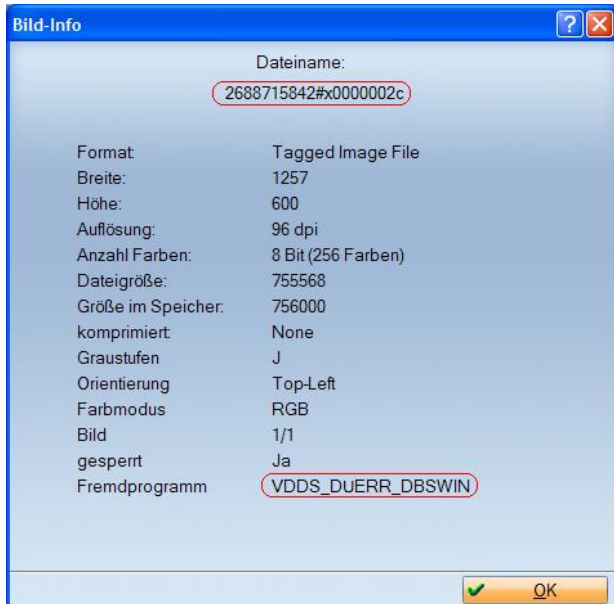 Bild-Info
Dateiname:
2688715842#x0000002c
Format: Tagged Image File
Breite: 1257
Höhe: 600
Auflösung: 96 dpi
Anzahl Farben: 8 Bit (256 Farben)
Dateigröße: 755568
Größe im Speicher: 756000
komprimiert: None
Graustufen J
Orientierung Top-Left
Farbmodus RGB
Bild 1/1
gesperrt Ja
Fremdprogramm VDDS_DUERR_DBSWIN
OK